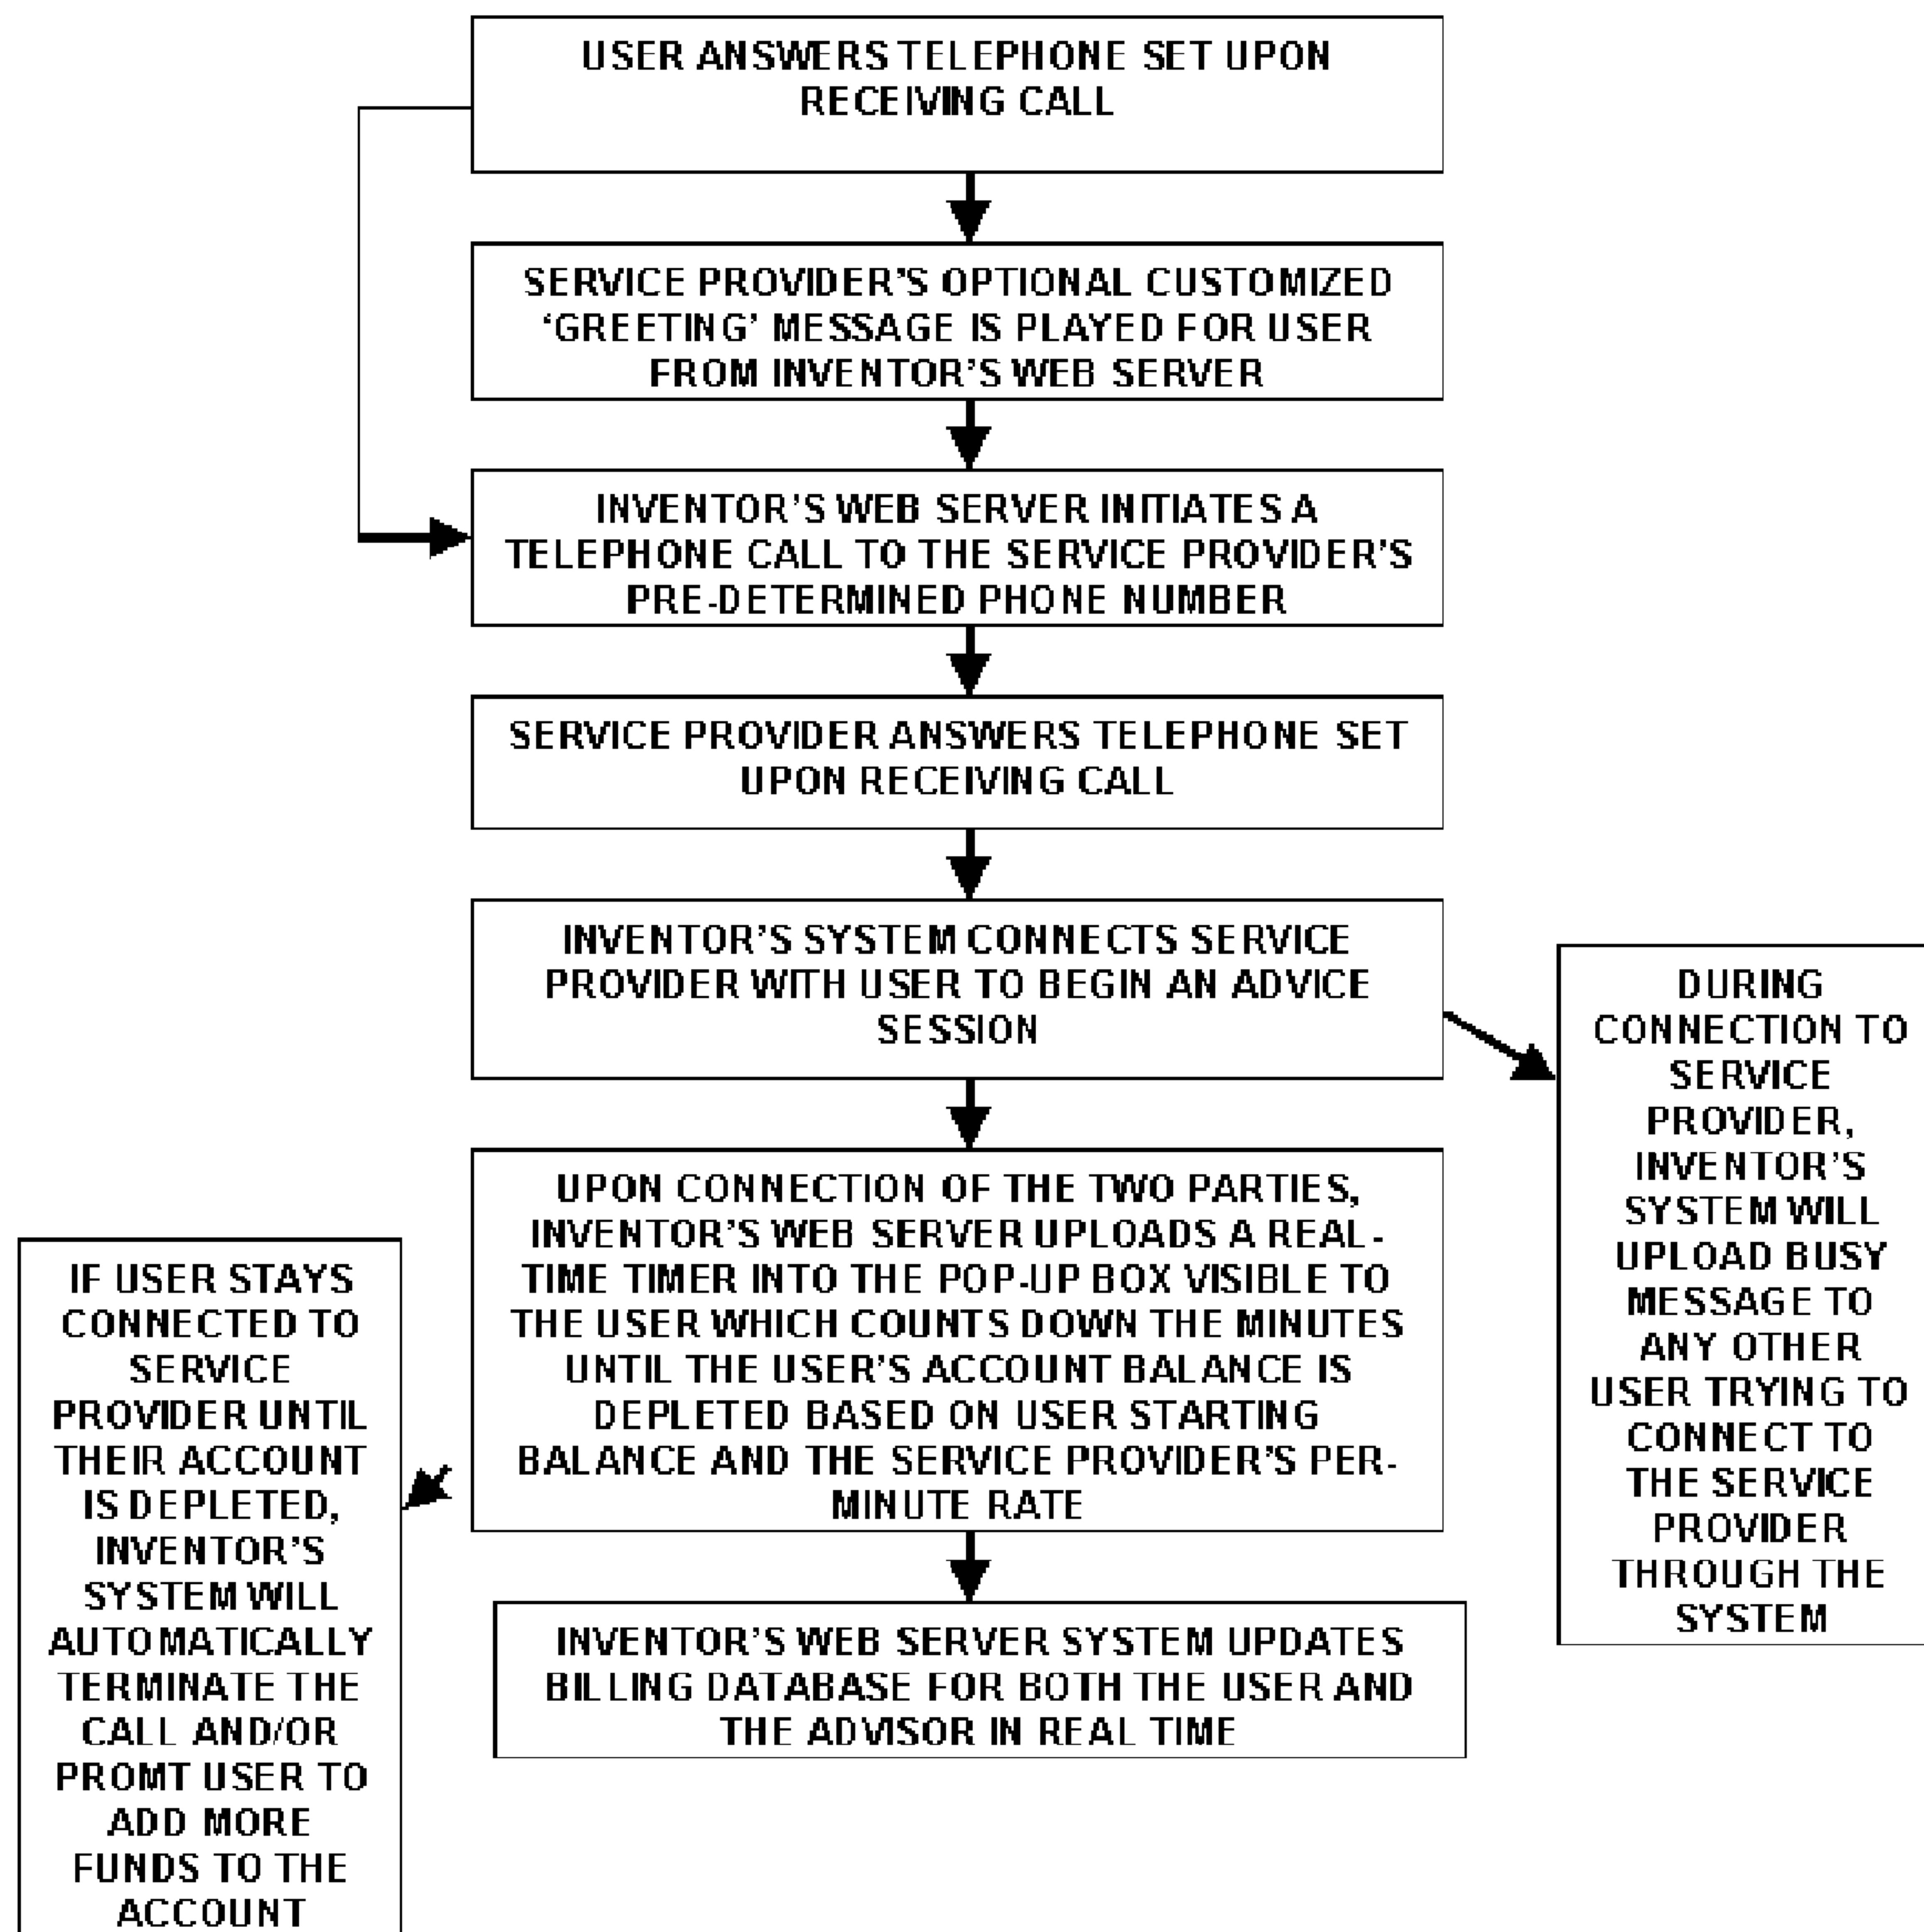 USER ANSWERS TELEPHONE SET UPON
RECEIVING CALL
SERVICE PROVIDER'S OPTIONAL CUSTOMIZED
‘GREETING’ MESSAGE IS PLAYED FOR USER
FROM INVENTOR'S WEB SERVER
INVENTOR'S WEB SERVER INITIATES A
TELEPHONE CALL TO THE SERVICE PROVIDER'S
PRE-DETERMINED PHONE NUMBER
SERVICE PROVIDER ANSWERS TELEPHONE SET
UPON RECEIVING CALL
INVENTOR'S SYSTEM CONNECTS SERVICE
PROVIDER WITH USER TO BEGIN AN ADVICE
SESSION
DURING
CONNECTION TO
SERVICE
PROVIDER,
INVENTOR'S
SYSTEM WILL
UPLOAD BUSY
MESSAGE TO
ANY OTHER
USER TRYING TO
CONNECT TO
THE SERVICE
PROVIDER
THROUGH THE
SYSTEM
UPON CONNECTION OF THE TWO PARTIES,
INVENTOR'S WEB SERVER UPLOADS A REAL-
TIME TIMER INTO THE POP-UP BOX VISIBLE TO
THE USER WHICH COUNTS DOWN THE MINUTES
UNTIL THE USER'S ACCOUNT BALANCE IS
DEPLETED BASED ON USER STARTING
BALANCE AND THE SERVICE PROVIDER'S PER-
MINUTE RATE
IF USER STAYS
CONNECTED TO
SERVICE
PROVIDER UNTIL
THEIR ACCOUNT
IS DEPLETED,
INVENTOR'S
SYSTEM WILL
AUTOMATICALLY
TERMINATE THE
CALL AND/OR
PROMT USER TO
ADD MORE
FUNDS TO THE
ACCOUNT
INVENTOR'S WEB SERVER SYSTEM UPDATES
BILLING DATABASE FOR BOTH THE USER AND
THE ADVISOR IN REAL TIME